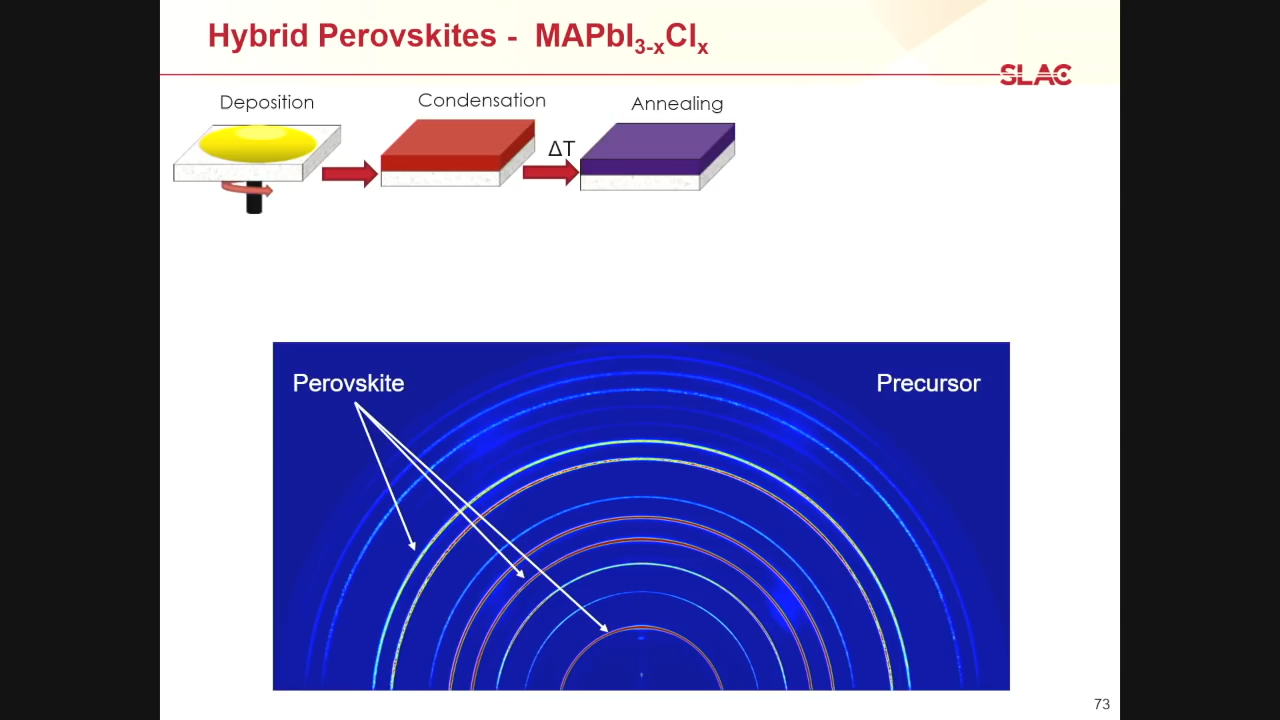 Hybrid Perovskites - MAPbI3-xClx
SLAC
Deposition
Condensation
Annealing
ΔT
Perovskite
Precursor
73